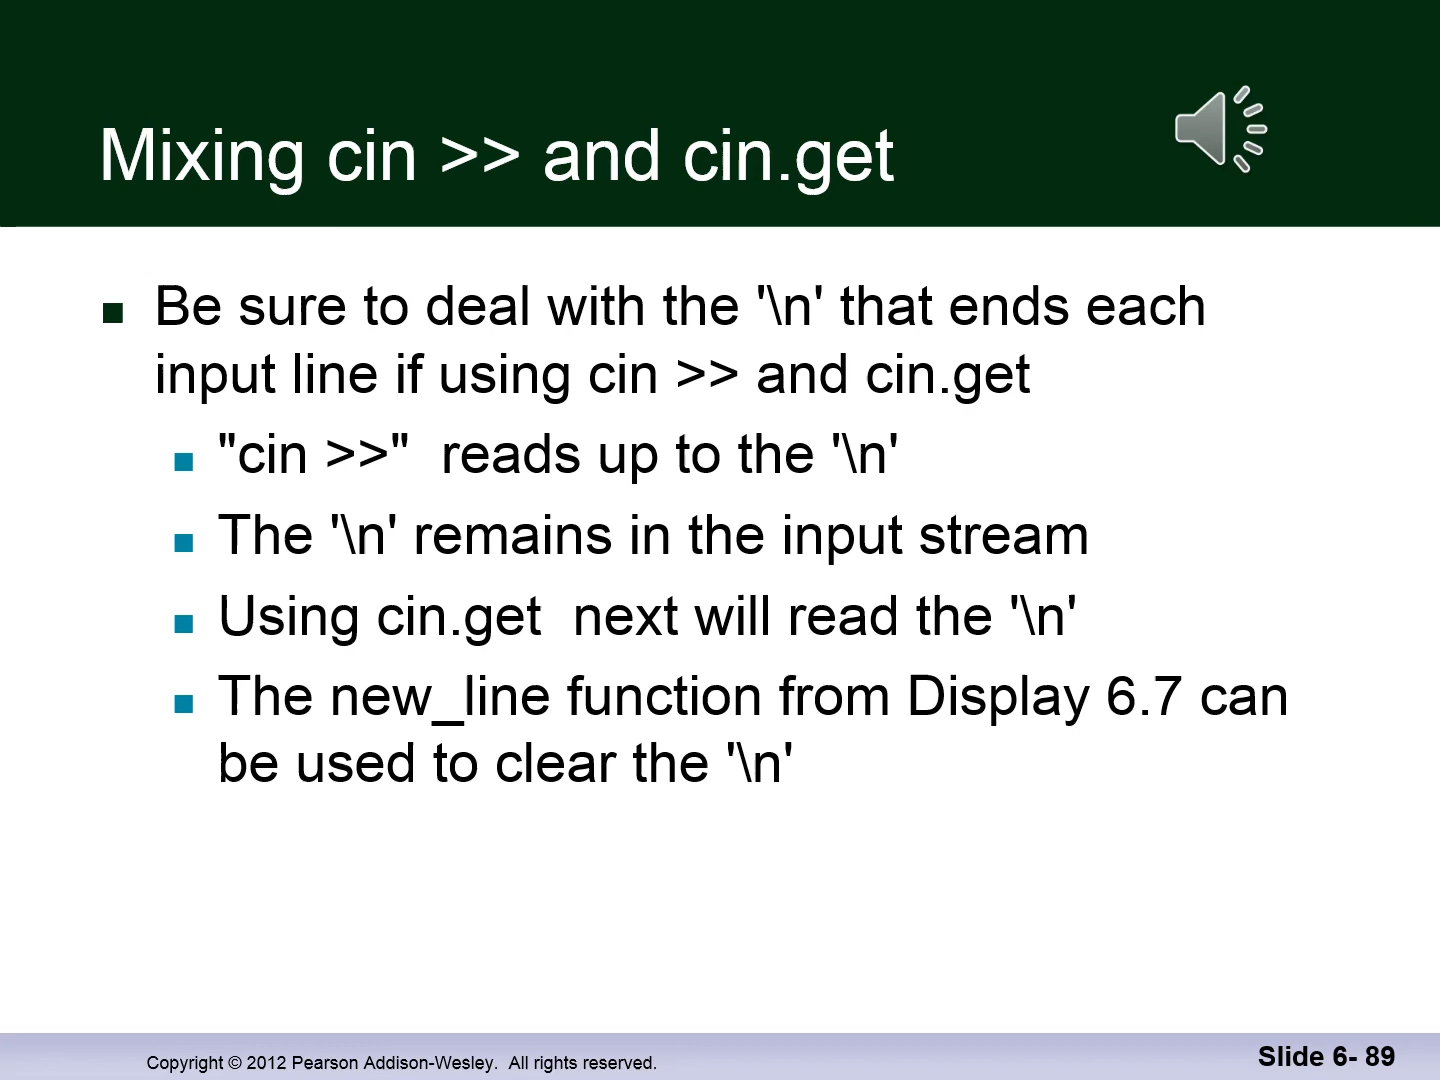 Mixing cin >> and cin.get
Be sure to deal with the '\n' that ends each
input line if using cin >> and cin.get
"cin >>"  reads up to the '\n'
The '\n' remains in the input stream
Using cin.get  next will read the '\n'
The new_line function from Display 6.7 can
be used to clear the '\n'
Copyright © 2012 Pearson Addison-Wesley.  All rights reserved.
Slide 6- 89